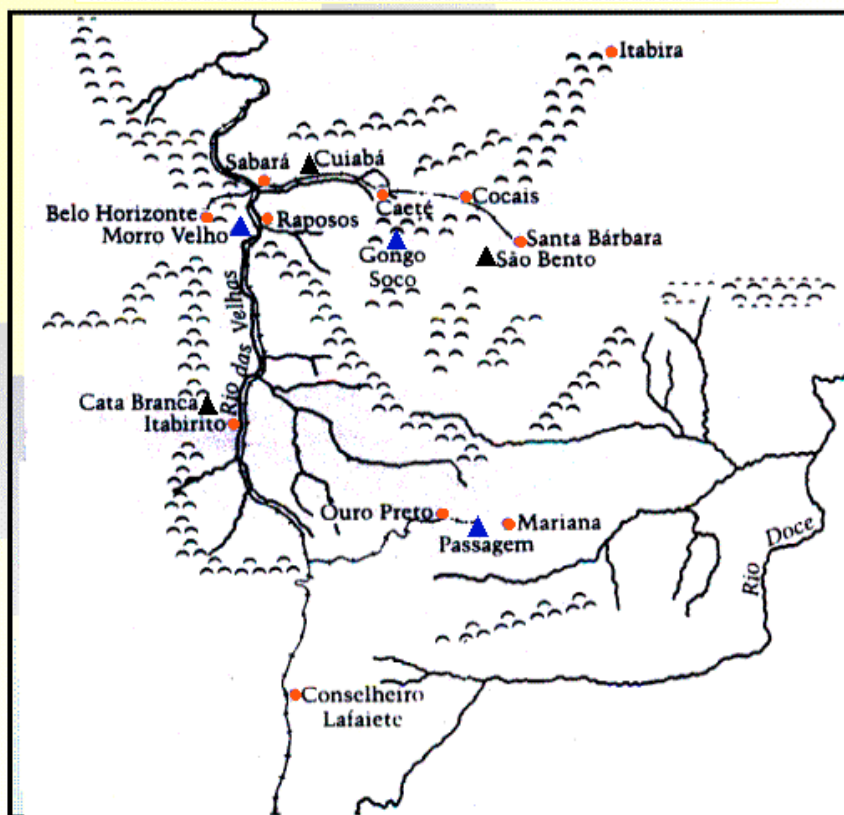 Itabira
Sabará
Cuiabá
Caeté
Cocais
Belo Horizonte
Raposos
Morro Velho
Santa Bárbara
Gongo
Soco
São Bento
Rio das Velhas
Cata Branca
Itabirito
Ouro Preto
Mariana
Passagem
Rio Doce
Conselheiro
Lafaiete